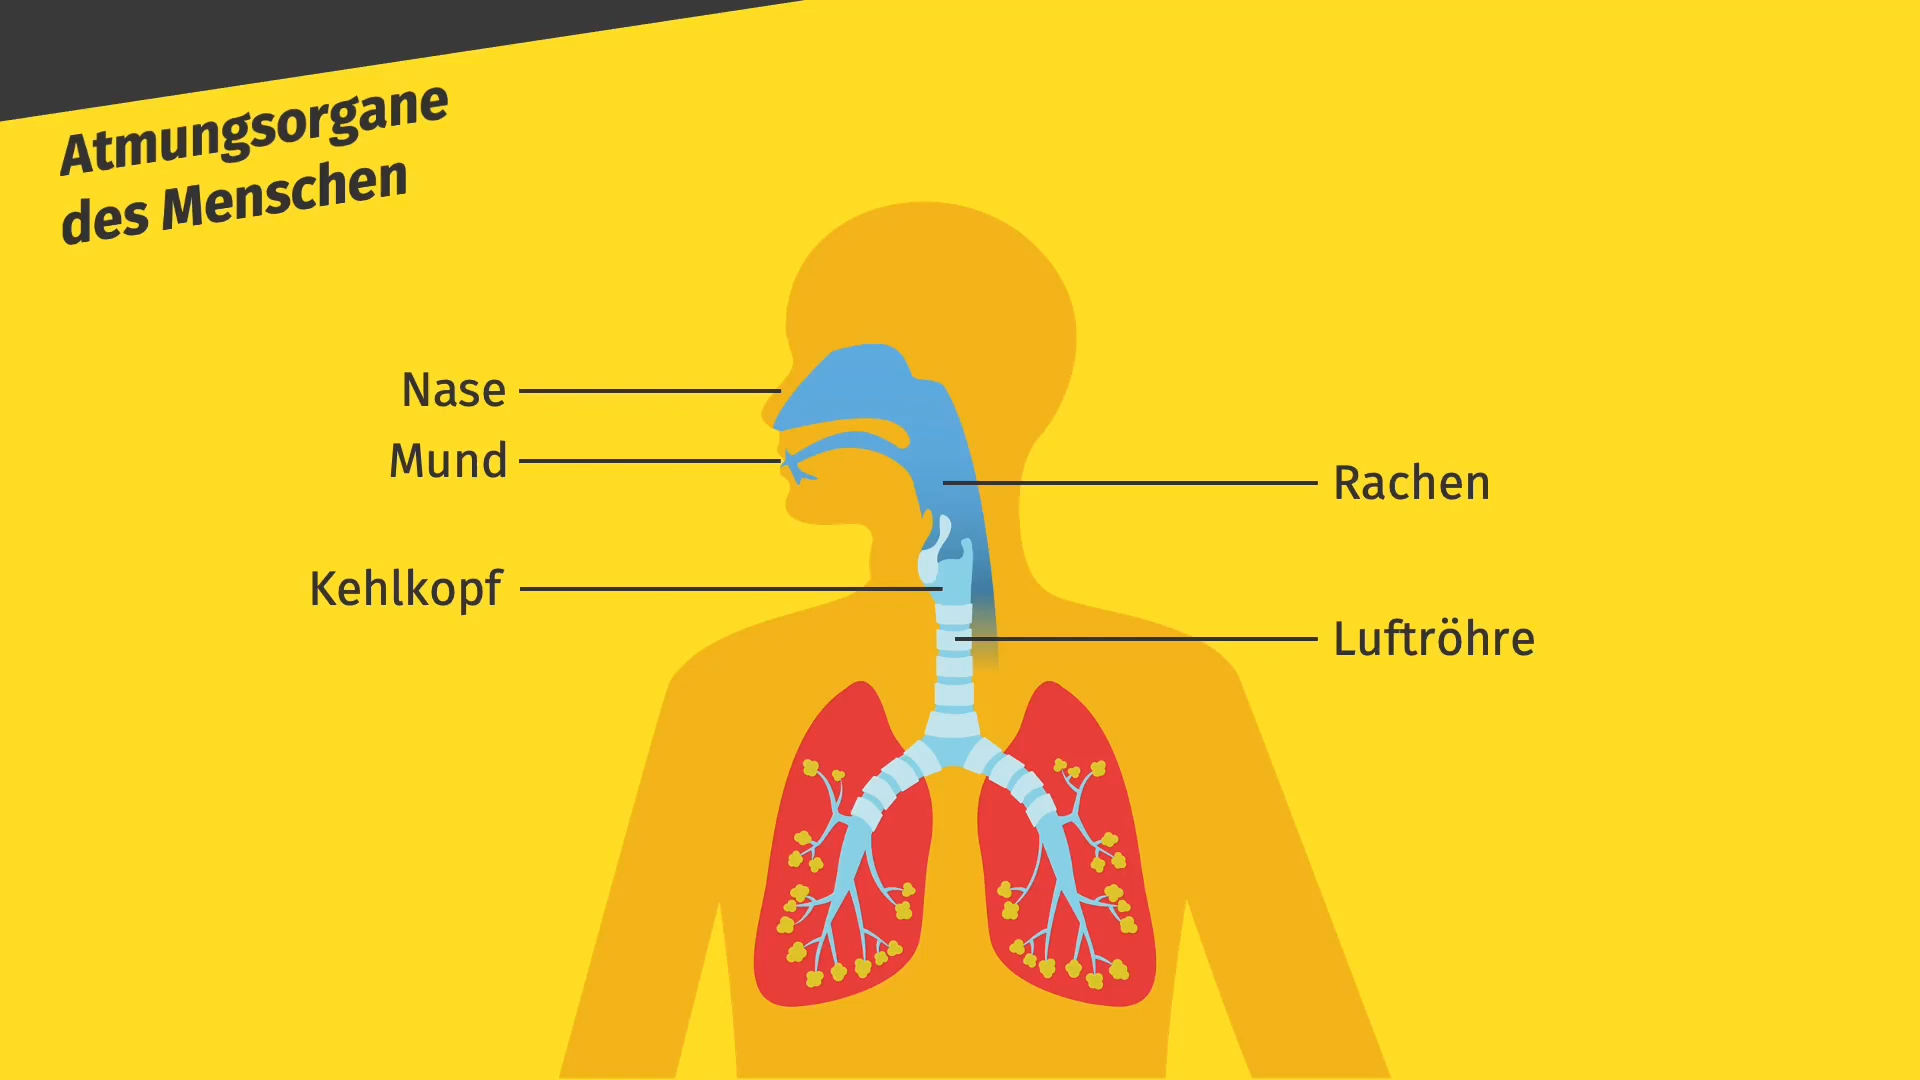 Atmungsorgane
des Menschen
Nase
Mund
Rachen
Kehlkopf
Luftröhre